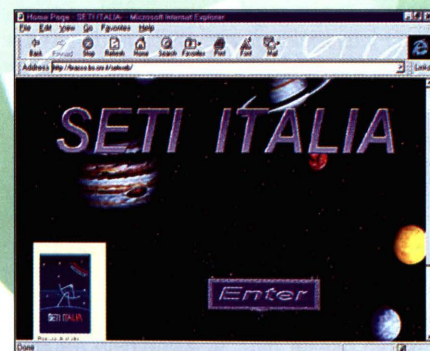 Home Page - SETI ITALIA - Microsoft Internet Explorer
File Edit View Go Favorites Help
Back Forward Stop Refresh Home Search Favorites Print Font Mail
Address Links
SETI ITALIA
Enter
SETI ITALIA
Done